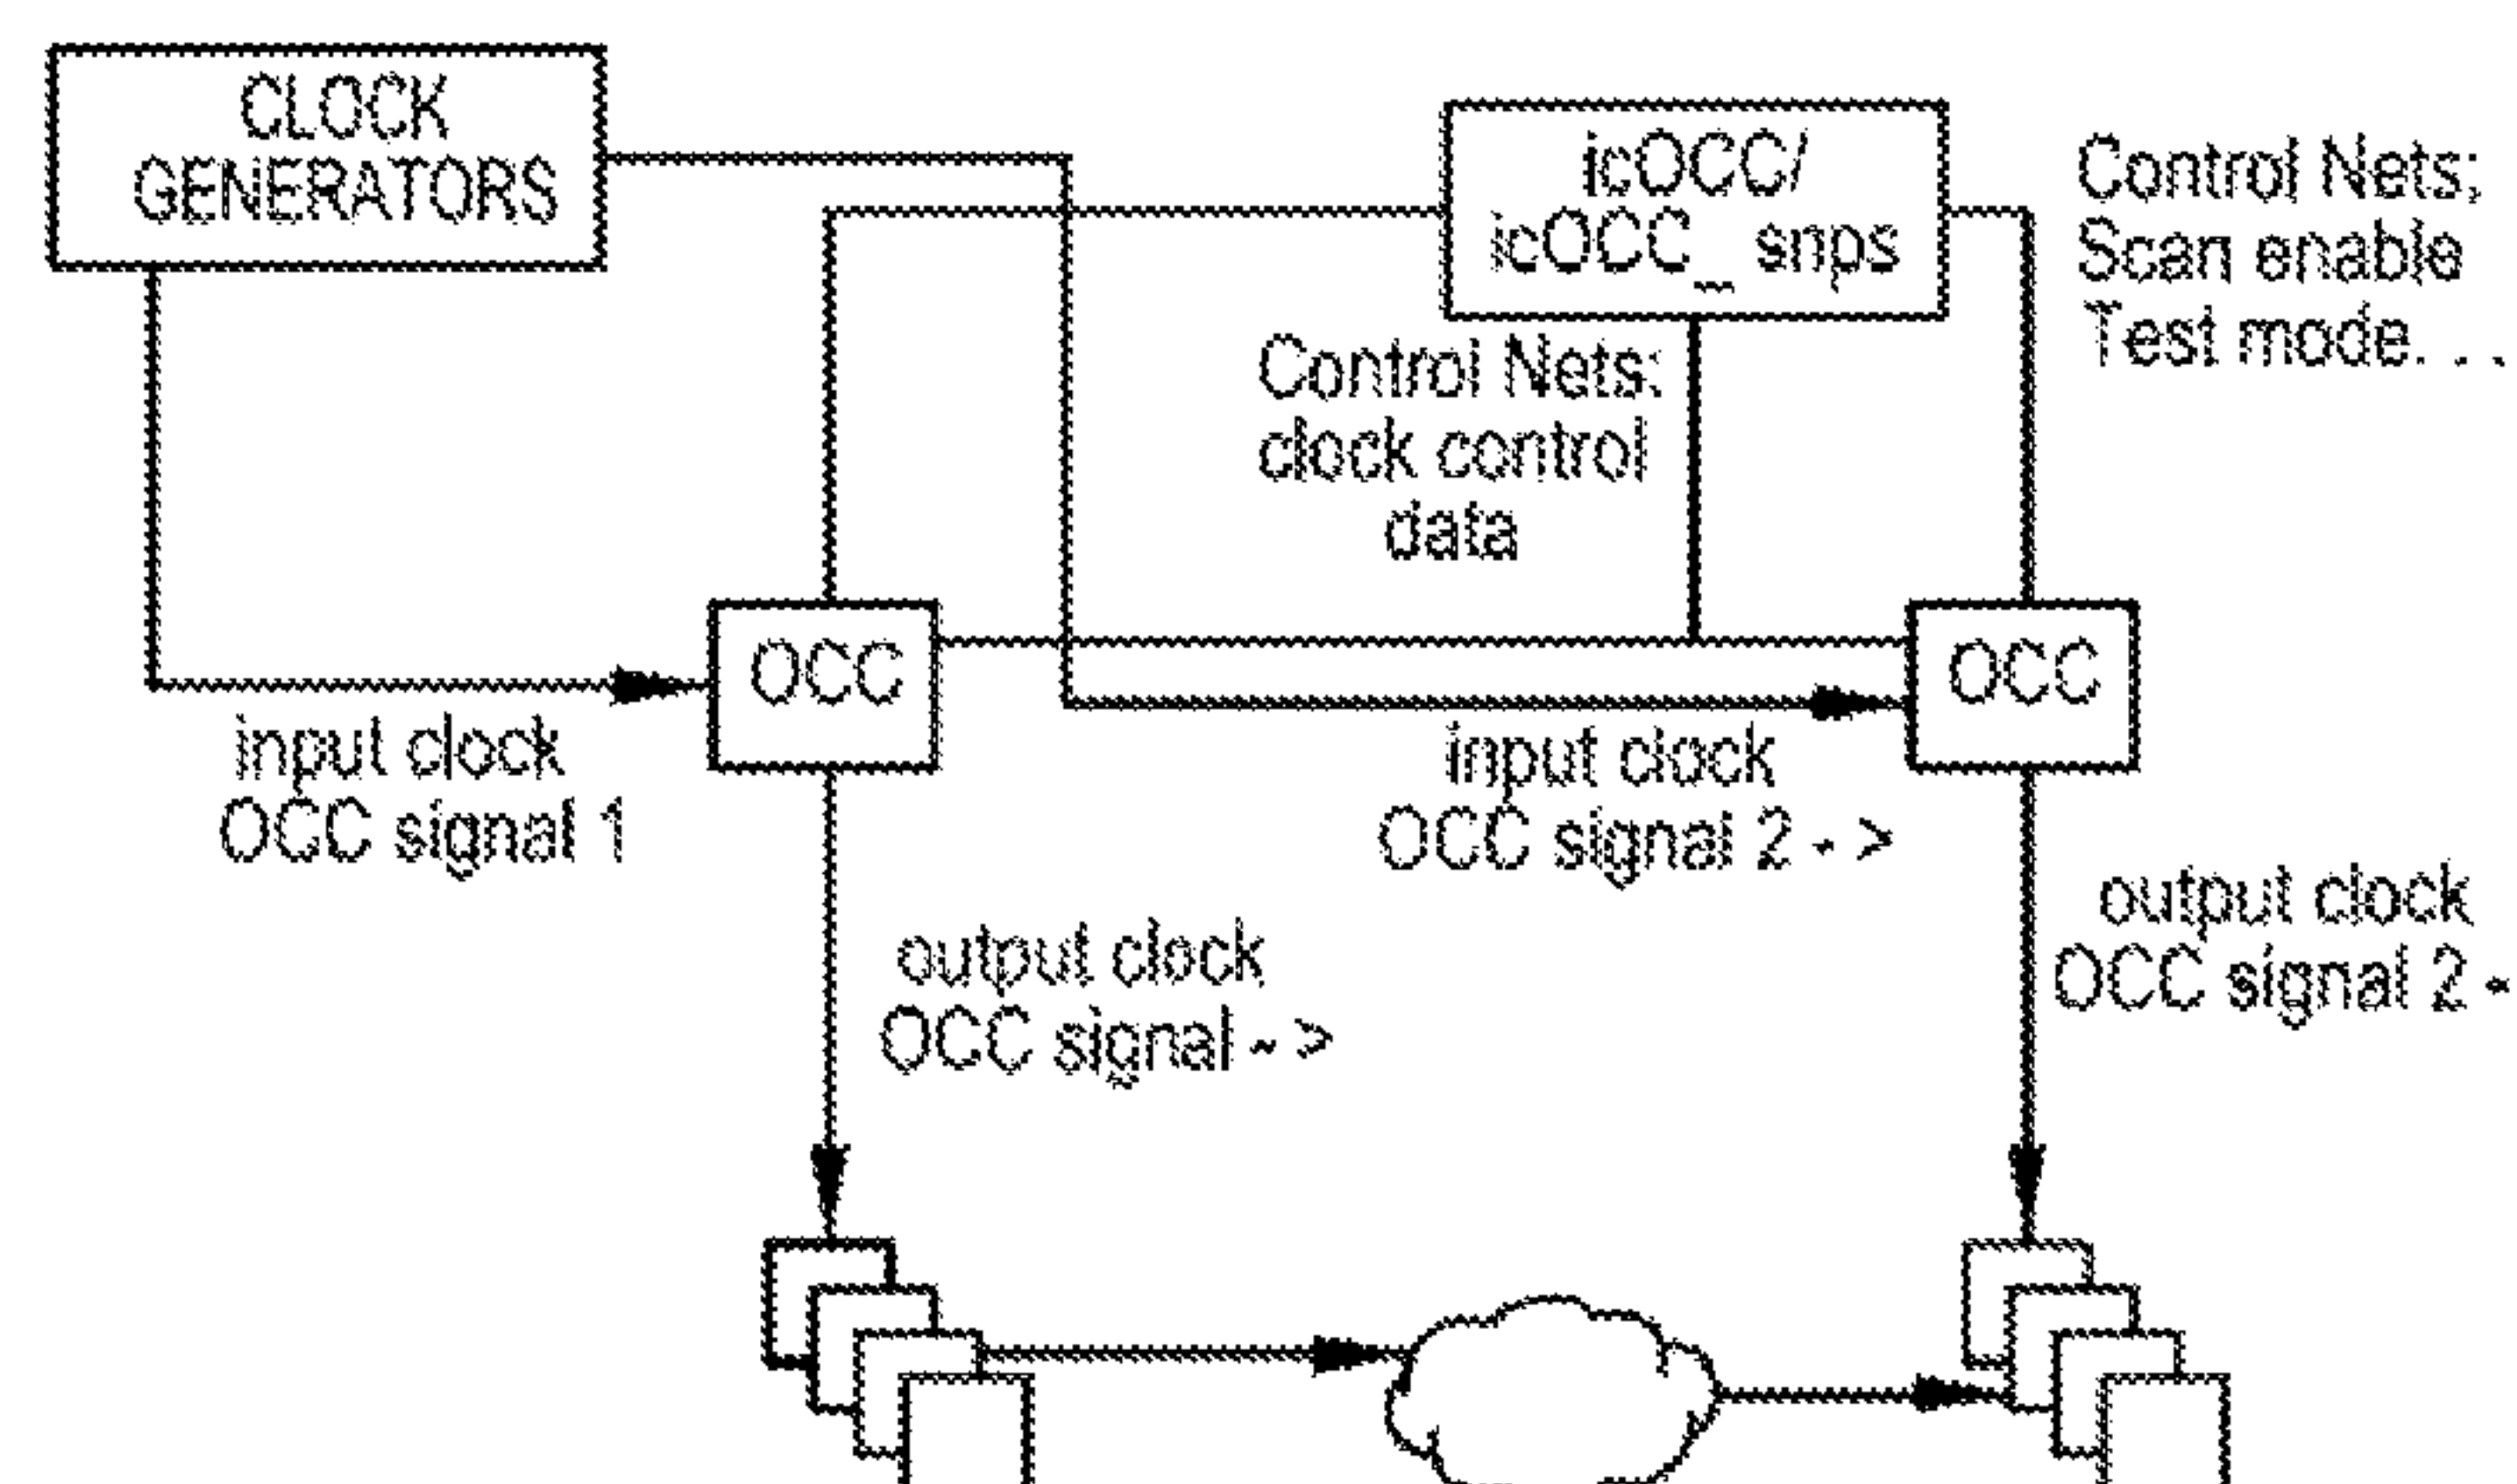 CLOCK
GENERATORS
icOCC/
icOCC_ snps
Control Nets;
Scan enable
Test mode. . .
Control Nets:
clock control
data
OCC
OCC
input clock
OCC signal 1
input clock
OCC signal 2 - >
output clock
OCC signal 2 -
output clock
OCC signal - >